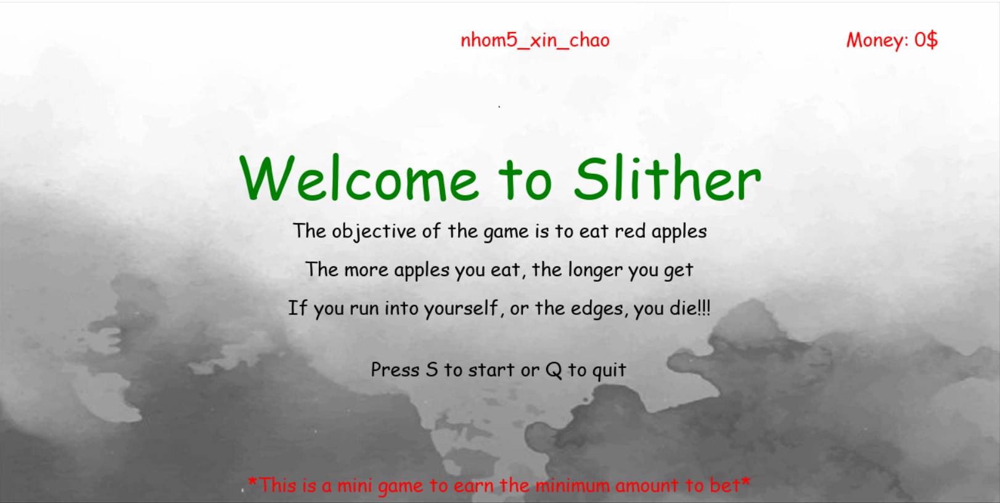 nhom5_xin_chao
Money: 0$
Welcome to Slither
The objective of the game is to eat red apples
The more apples you eat, the longer you get
If you run into yourself, or the edges, you die!!!
Press S to start or Q to quit
*This is a mini game to earn the minimum amount to bet*